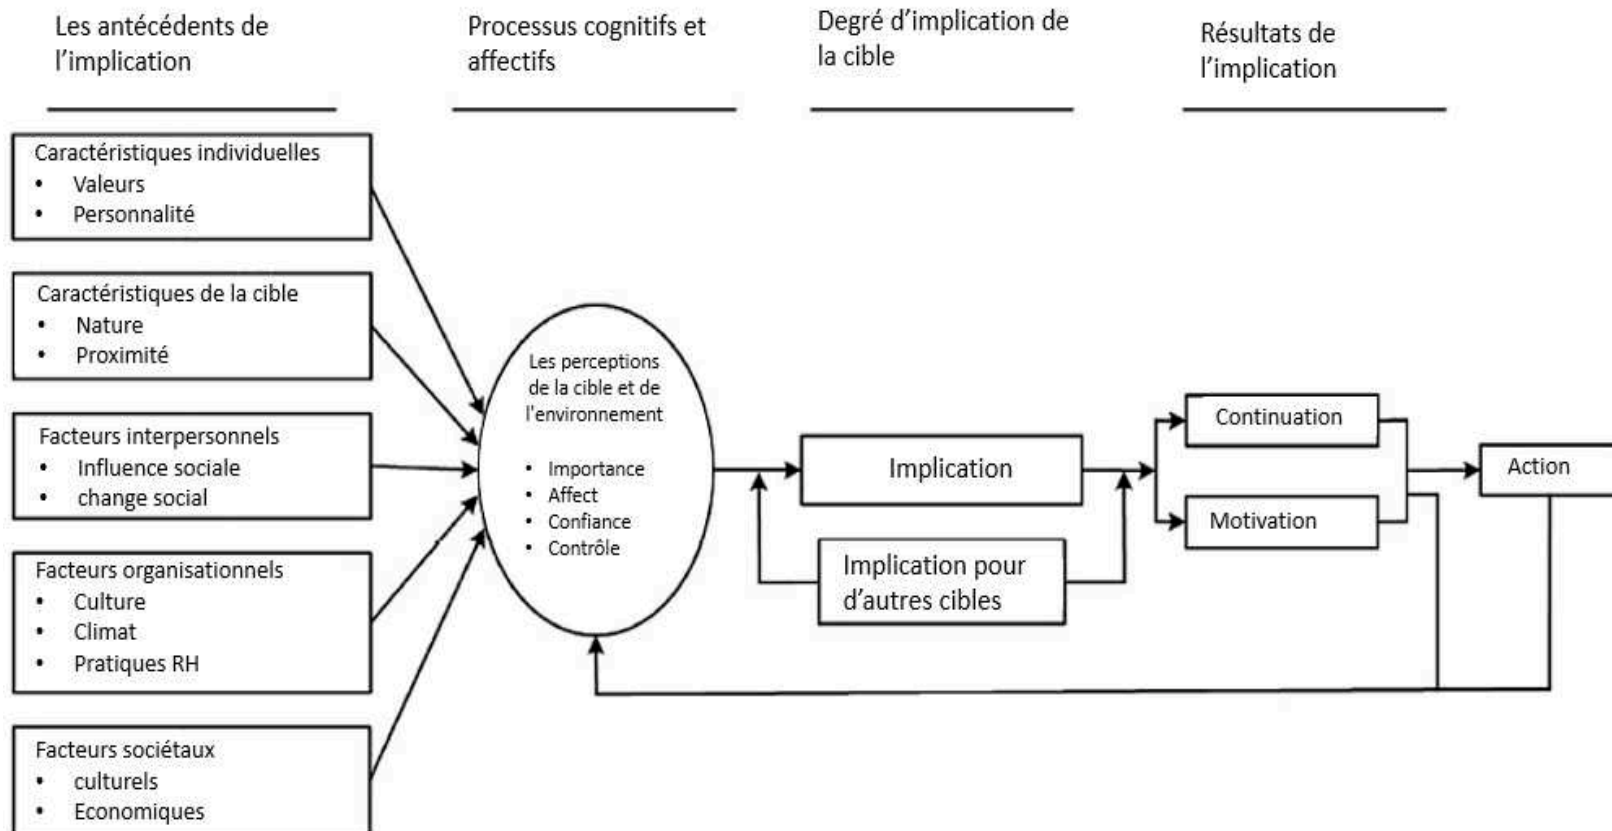 Les antécédents de
l’implication
Processus cognitifs et
affectifs
Degré d’implication de
la cible
Résultats de
l’implication
Caractéristiques individuelles
• Valeurs
• Personnalité
Caractéristiques de la cible
• Nature
• Proximité
Facteurs interpersonnels
• Influence sociale
• change social
Facteurs organisationnels
• Culture
• Climat
• Pratiques RH
Facteurs sociétaux
• culturels
• Economiques
Les perceptions
de la cible et de
l'environnement
• Importance
• Affect
• Confiance
• Contrôle
Implication
Implication pour
d’autres cibles
Continuation
Motivation
Action